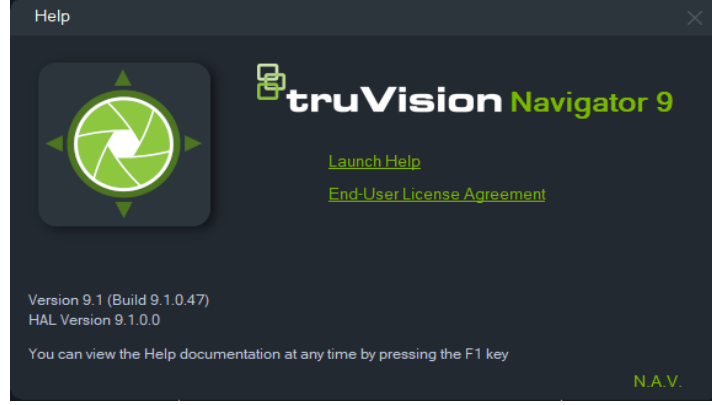 Help
truVision Navigator 9
Launch Help
End-User License Agreement
Version 9.1 (Build 9.1.0.47)
HAL Version 9.1.0.0
You can view the Help documentation at any time by pressing the F1 key
N.A.V.